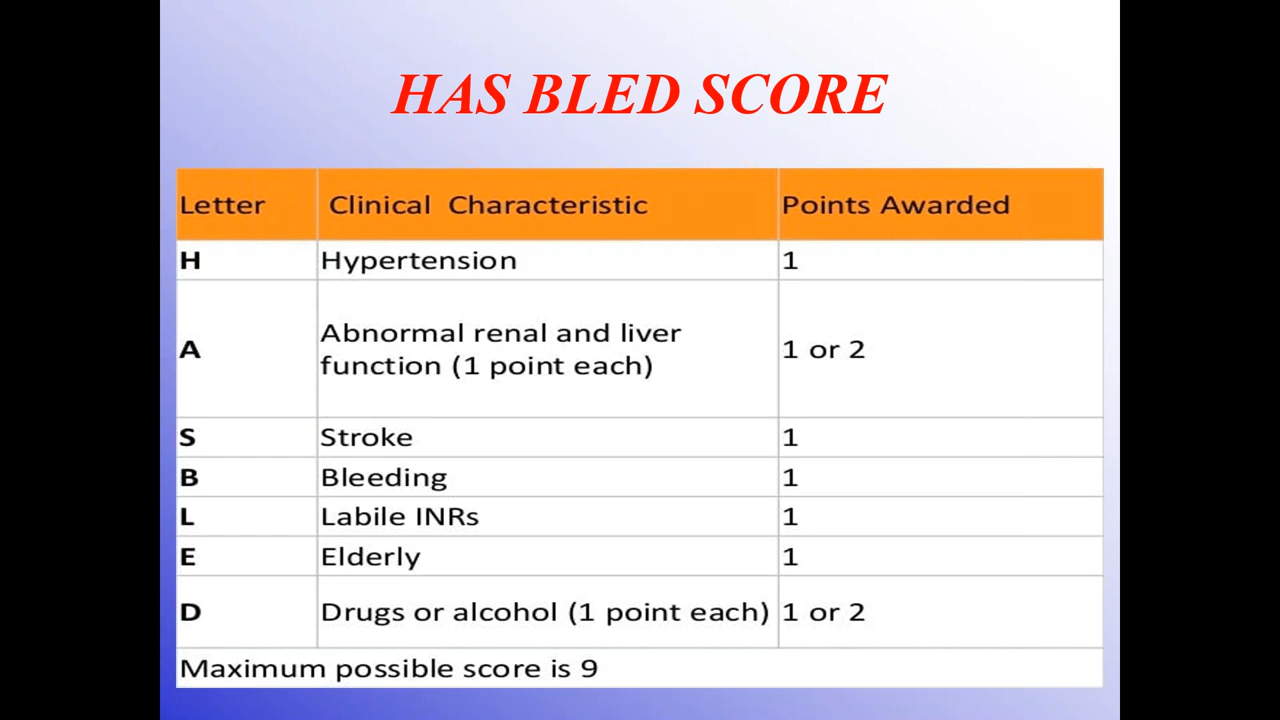 HAS BLED SCORE
Letter Clinical Characteristic Points Awarded
H Hypertension 1
A Abnormal renal and liver function (1 point each) 1 or 2
S Stroke 1
B Bleeding 1
L Labile INRs 1
E Elderly 1
D Drugs or alcohol (1 point each) 1 or 2
Maximum possible score is 9